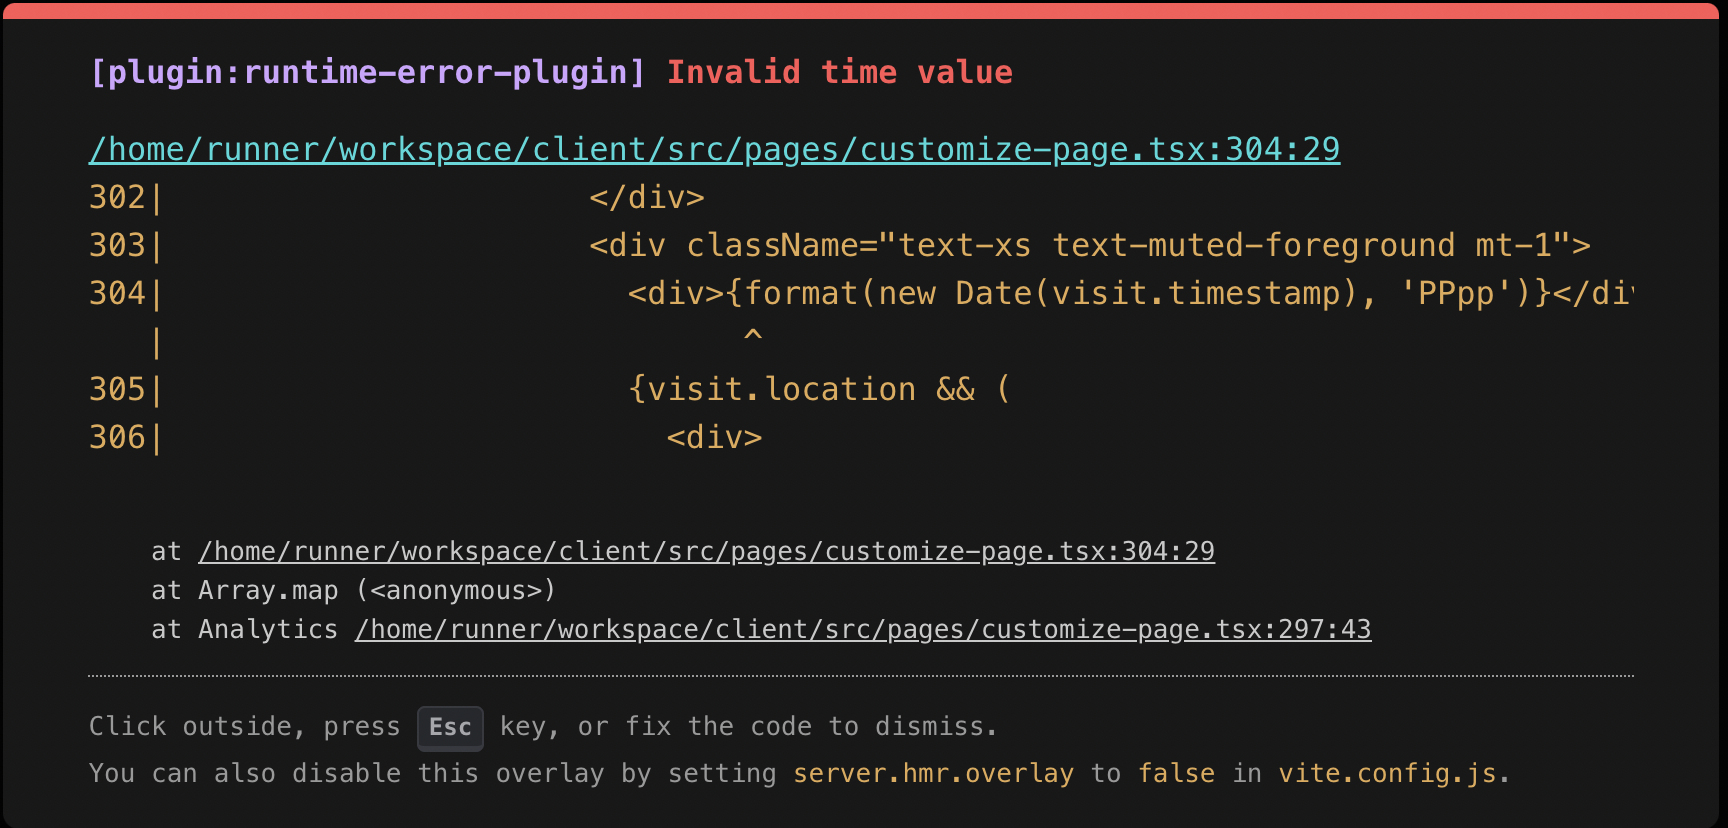 [plugin:runtime-error-plugin] Invalid time value
/home/runner/workspace/client/src/pages/customize-page.tsx:304:29
302|                      </div>
303|                      <div className="text-xs text-muted-foreground mt-1">
304|                        <div>{format(new Date(visit.timestamp), 'PPpp')}</div
   |                              ^
305|                        {visit.location && (
306|                          <div>
at /home/runner/workspace/client/src/pages/customize-page.tsx:304:29
at Array.map (<anonymous>)
at Analytics /home/runner/workspace/client/src/pages/customize-page.tsx:297:43
Click outside, press Esc key, or fix the code to dismiss.
You can also disable this overlay by setting server.hmr.overlay to false in vite.config.js.